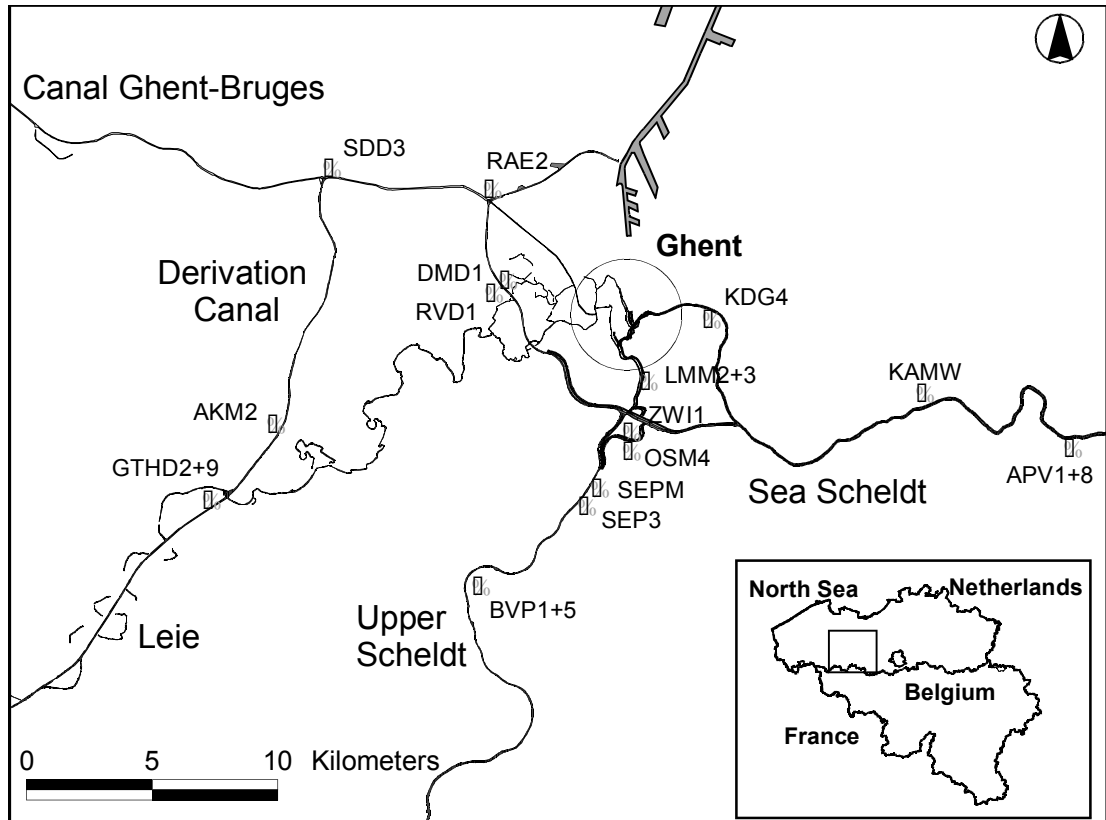 Canal Ghent-Bruges
SDD3
RAE2
Ghent
Derivation
Canal
DMD1
RVD1
KDG4
LMM2+3
KAMW
AKM2
ZWI1
OSM4
GTHD2+9
SEPM
Sea Scheldt
APV1+8
SEP3
BVP1+5
Upper
Scheldt
Leie
North Sea
Netherlands
Belgium
France
0 5 10 Kilometers